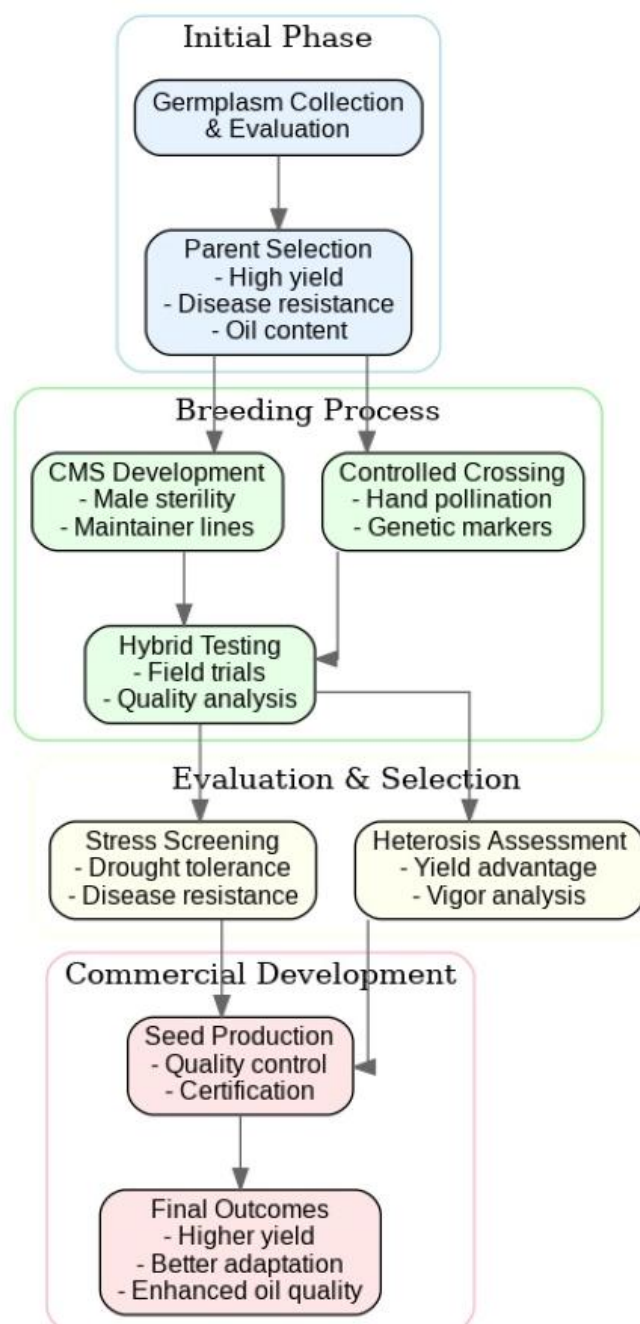 Initial Phase
Germplasm Collection
& Evaluation
Parent Selection
- High yield
- Disease resistance
- Oil content
Breeding Process
CMS Development
- Male sterility
- Maintainer lines
Controlled Crossing
- Hand pollination
- Genetic markers
Hybrid Testing
- Field trials
- Quality analysis
Evaluation & Selection
Stress Screening
- Drought tolerance
- Disease resistance
Heterosis Assessment
- Yield advantage
- Vigor analysis
Commercial Development
Seed Production
- Quality control
- Certification
Final Outcomes
- Higher yield
- Better adaptation
- Enhanced oil quality